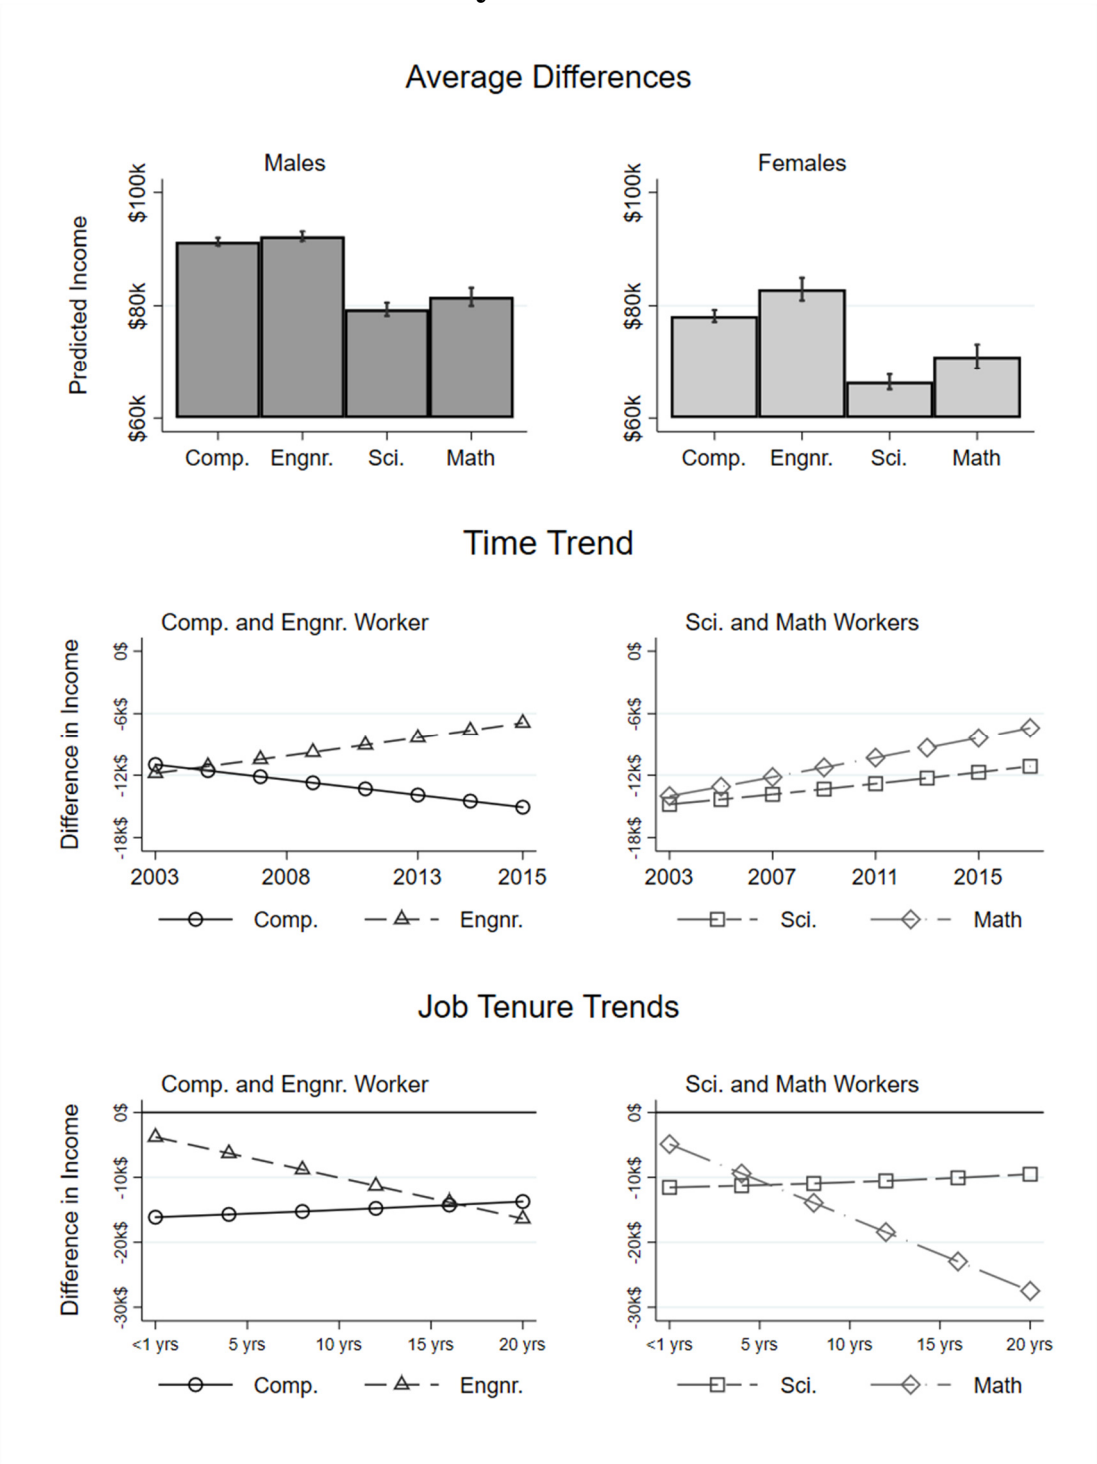 Average Differences
Males
Females
Predicted Income
$100k
$80k
$60k
$100k
$80k
$60k
Comp. Engnr. Sci. Math
Comp. Engnr. Sci. Math
Time Trend
Comp. and Engnr. Worker
Sci. and Math Workers
Difference in Income
0$
-6k$
-12k$
-18k$
0$
-6k$
-12k$
-18k$
2003 2008 2013 2015
2003 2007 2011 2015
Comp. Engnr.
Sci. Math
Job Tenure Trends
Comp. and Engnr. Worker
Sci. and Math Workers
Difference in Income
0$
-10k$
-20k$
-30k$
0$
-10k$
-20k$
-30k$
<1 yrs 5 yrs 10 yrs 15 yrs 20 yrs
<1 yrs 5 yrs 10 yrs 15 yrs 20 yrs
Comp. Engnr.
Sci. Math